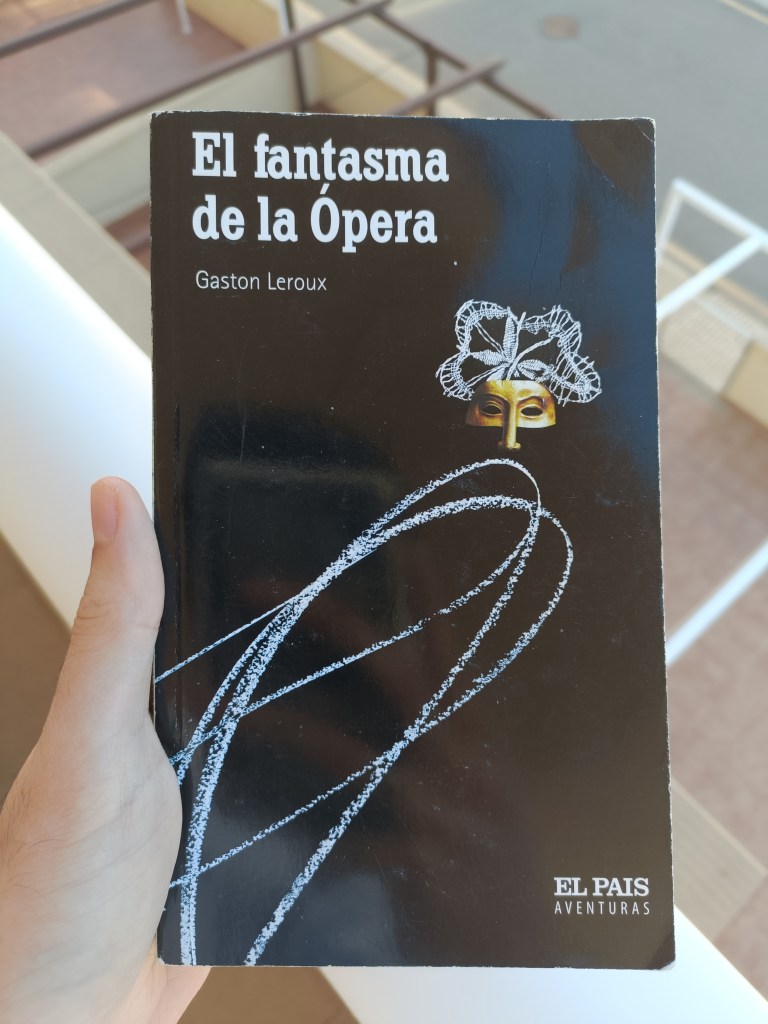 El fantasma
de la Ópera
Gaston Leroux
EL PAIS
AVENTURAS